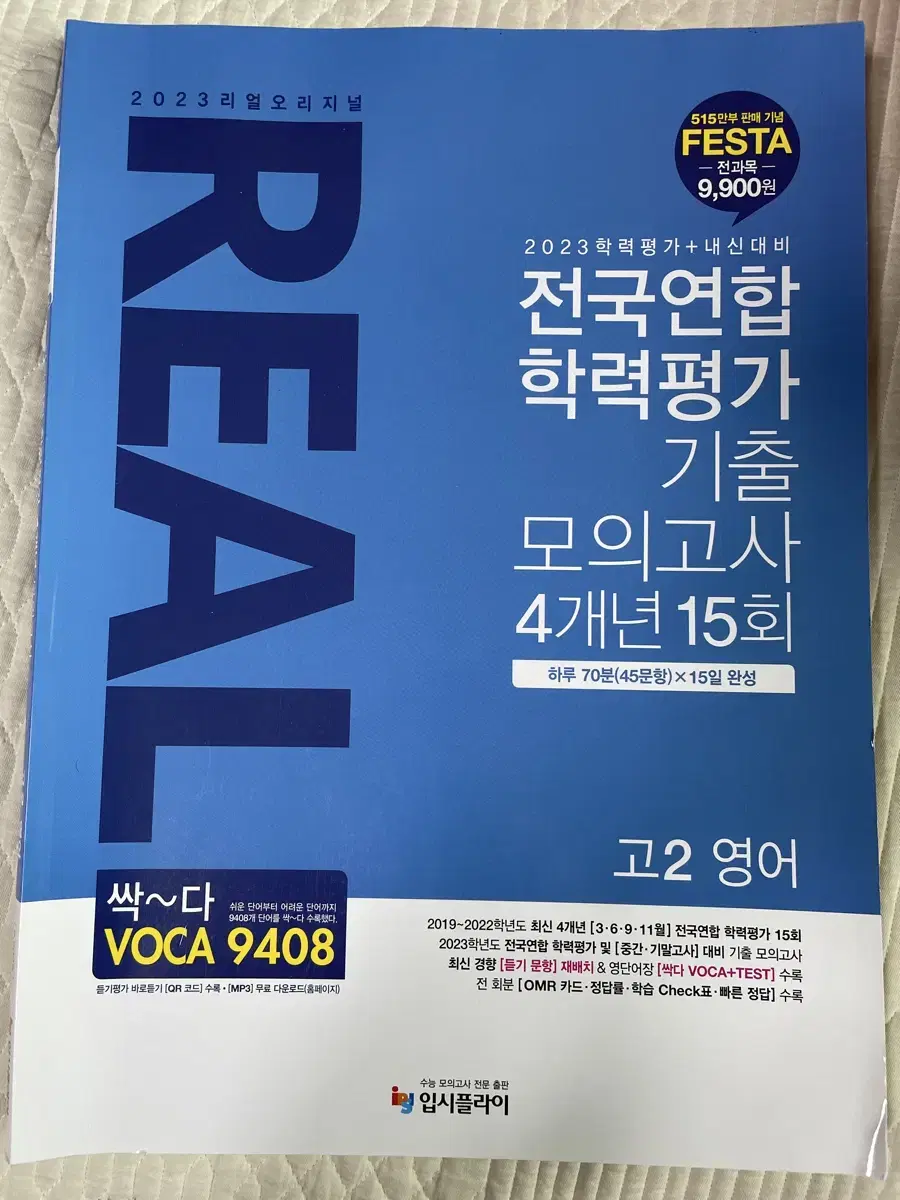 2023리얼오리지널
REAL
515만부 판매 기념
FESTA
전과목
9,900원
2023학력평가+내신대비
전국연합
학력평가
기출
모의고사
4개년 15회
하루 70분(45문항)×15일 완성
고2 영어
싹~다
쉬운 단어부터 어려운 단어까지
9408개 단어를 싹~다 수록했다.
VOCA 9408
듣기평가 바로듣기 [QR 코드] 수록・[MP3] 무료 다운로드(홈페이지)
2019~2022학년도 최신 4개년 [3・6・9・11월] 전국연합 학력평가 15회
2023학년도 전국연합 학력평가 및 [중간・기말고사] 대비 기출 모의고사
최신 경향 [듣기 문항] 재배치 & 영단어장 [싹다 VOCA+TEST] 수록
전 회분 [OMR 카드・정답률・학습 Check표・빠른 정답] 수록
수능 모의고사 전문 출판
ipsi 입시플라이